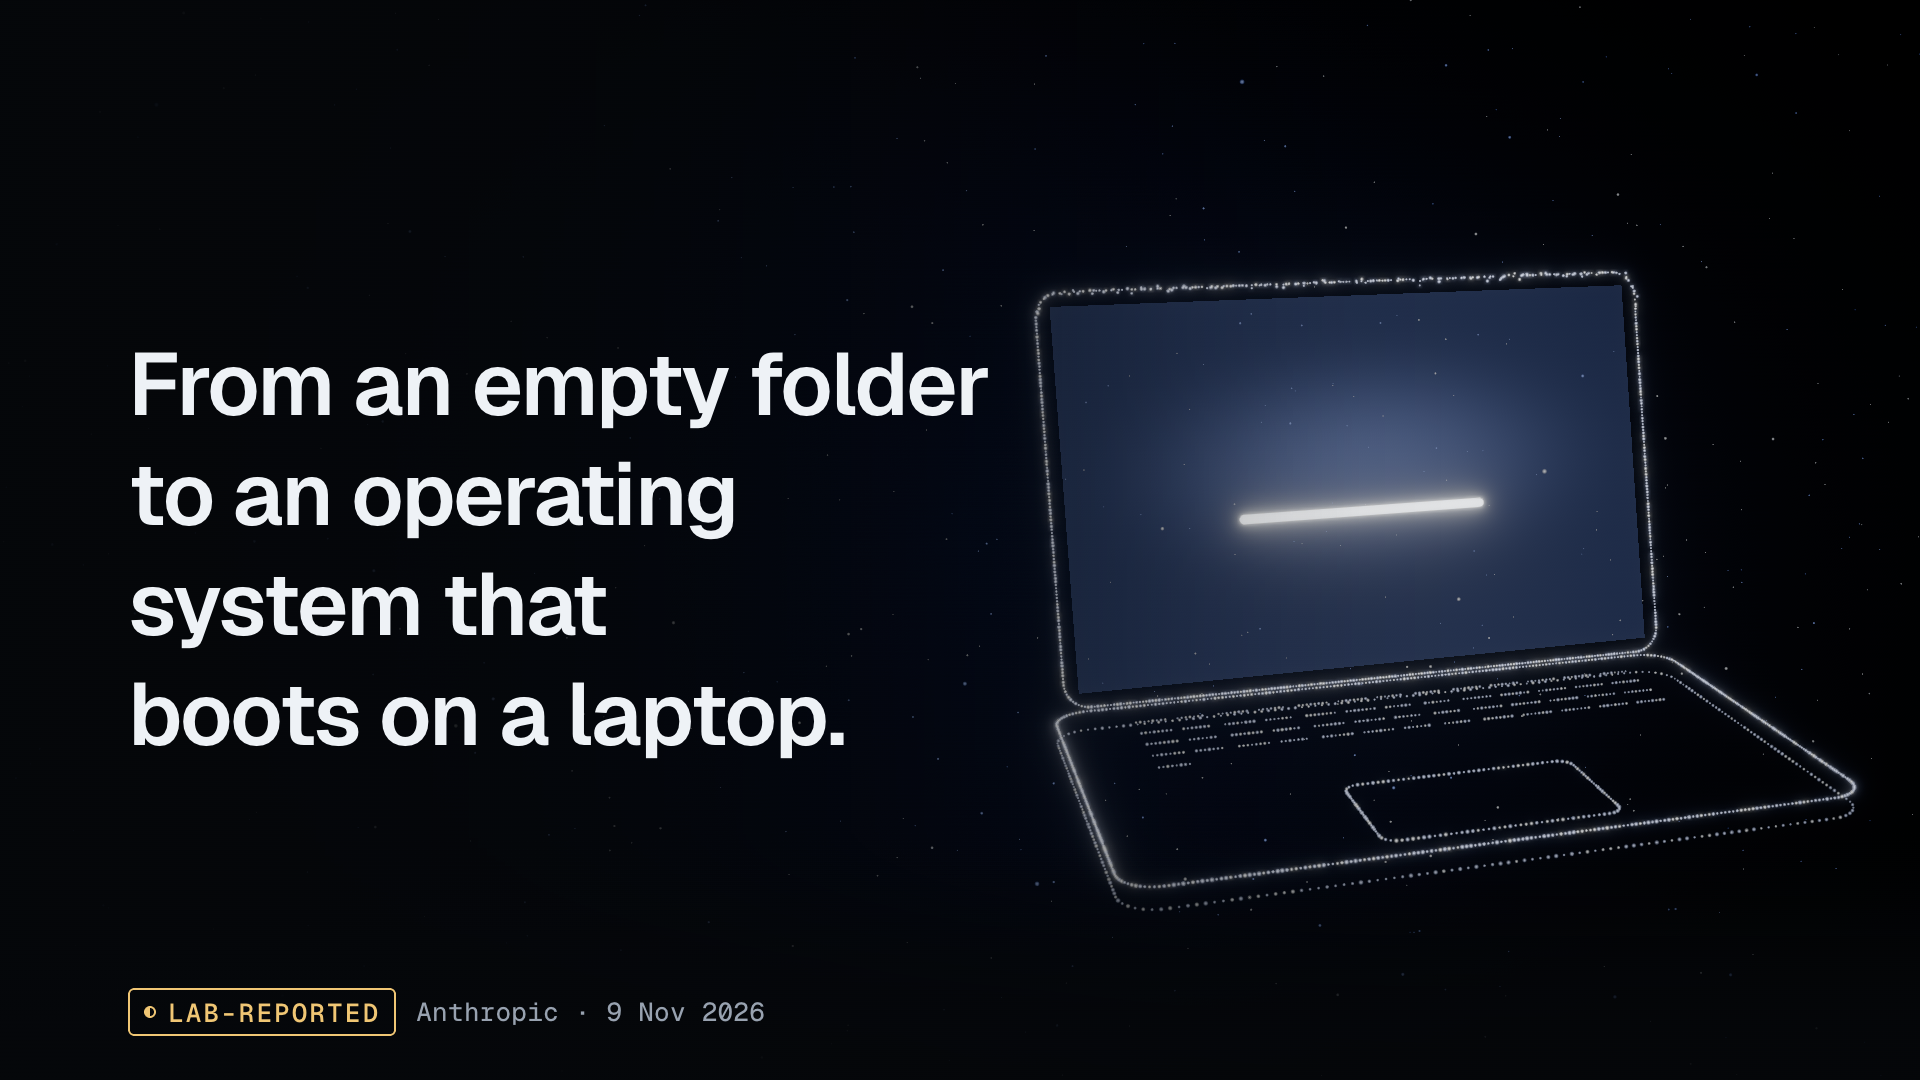 From an empty folder
to an operating
system that
boots on a laptop.
LAB-REPORTED Anthropic · 9 Nov 2026